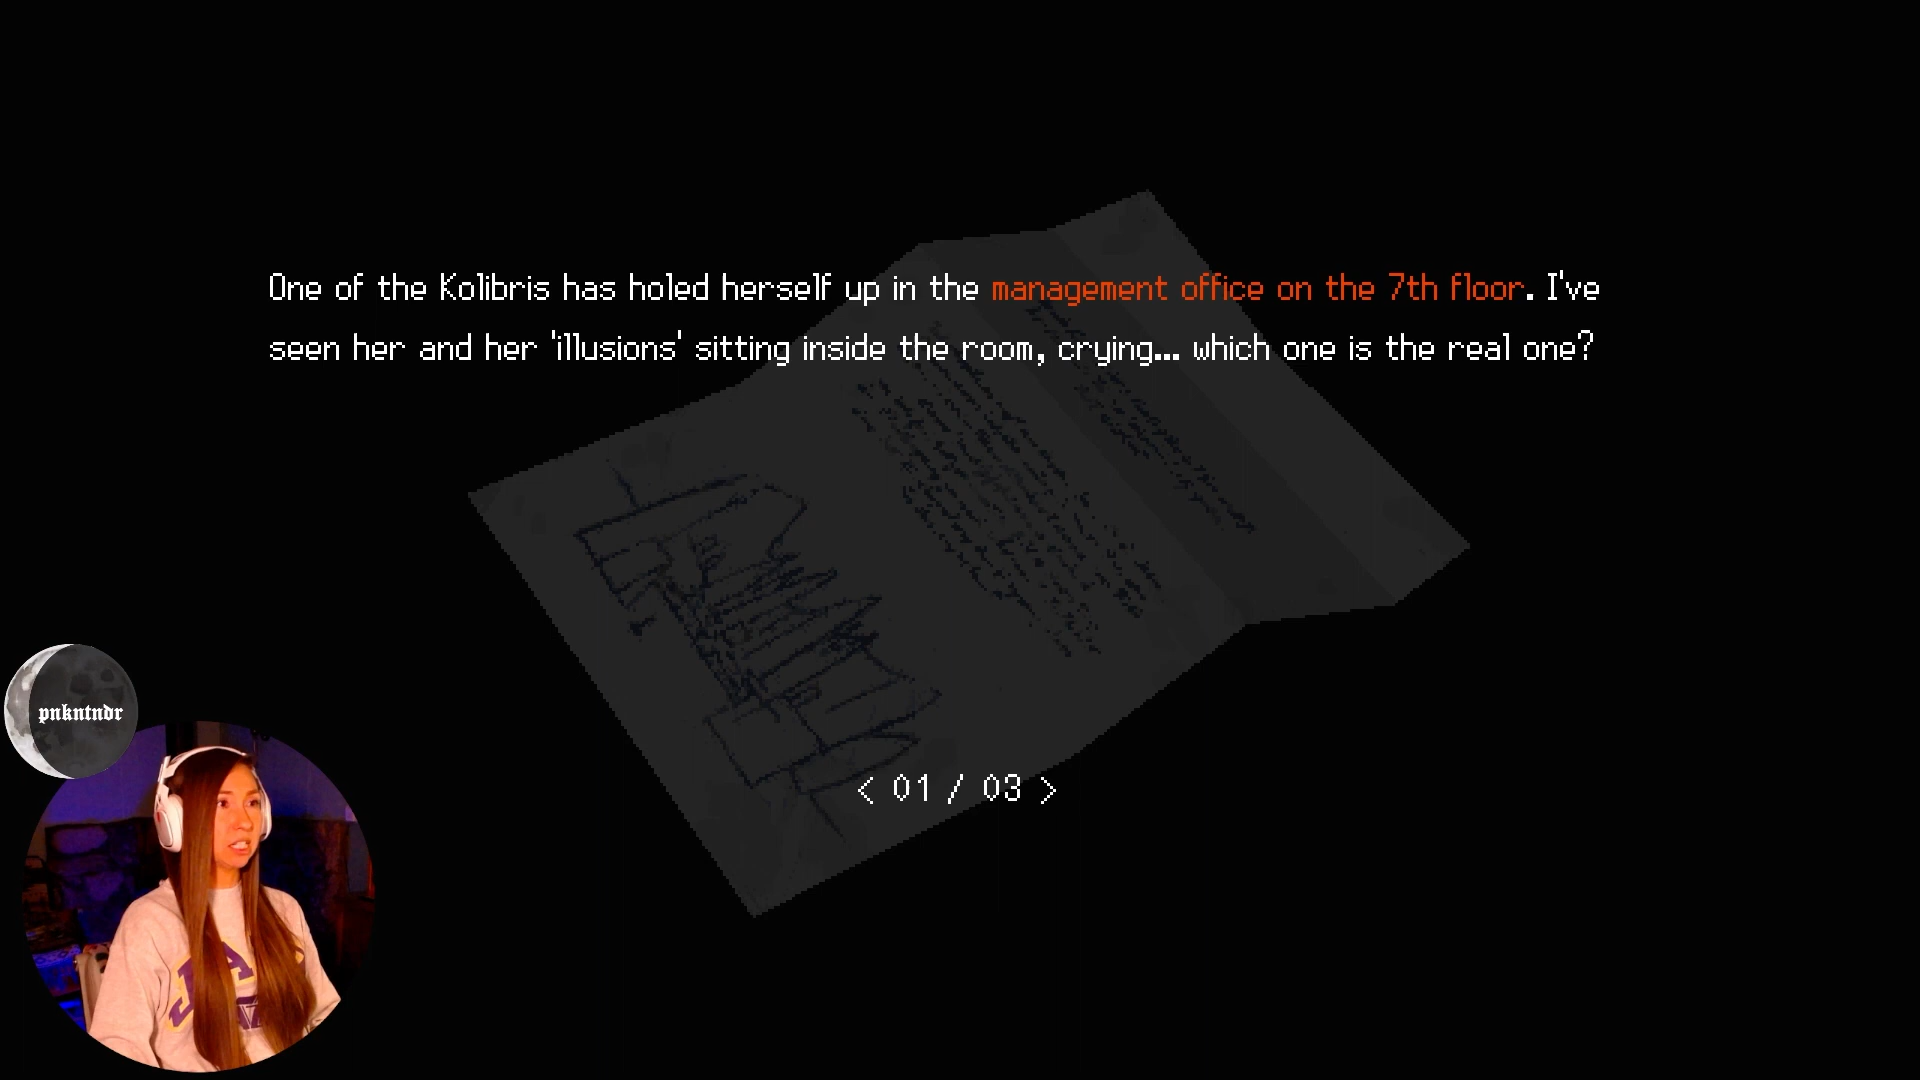 One of the Kolibris has holed herself up in the management office on the 7th floor. I've
seen her and her 'illusions' sitting inside the room, crying... which one is the real one?
pnkntndr
< 01 / 03 >